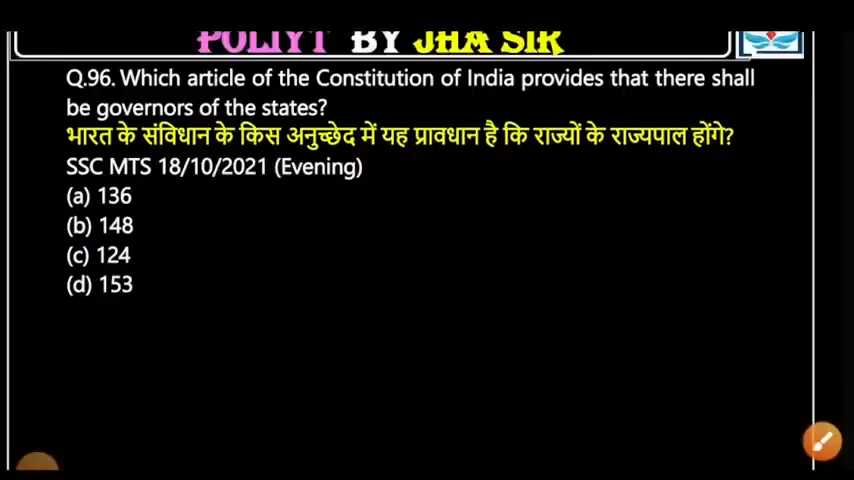 POLIYT BY JHA SIR
Q.96. Which article of the Constitution of India provides that there shall
be governors of the states?
भारत के संविधान के किस अनुच्छेद में यह प्रावधान है कि राज्यों के राज्यपाल होंगे?
SSC MTS 18/10/2021 (Evening)
(a) 136
(b) 148
(c) 124
(d) 153